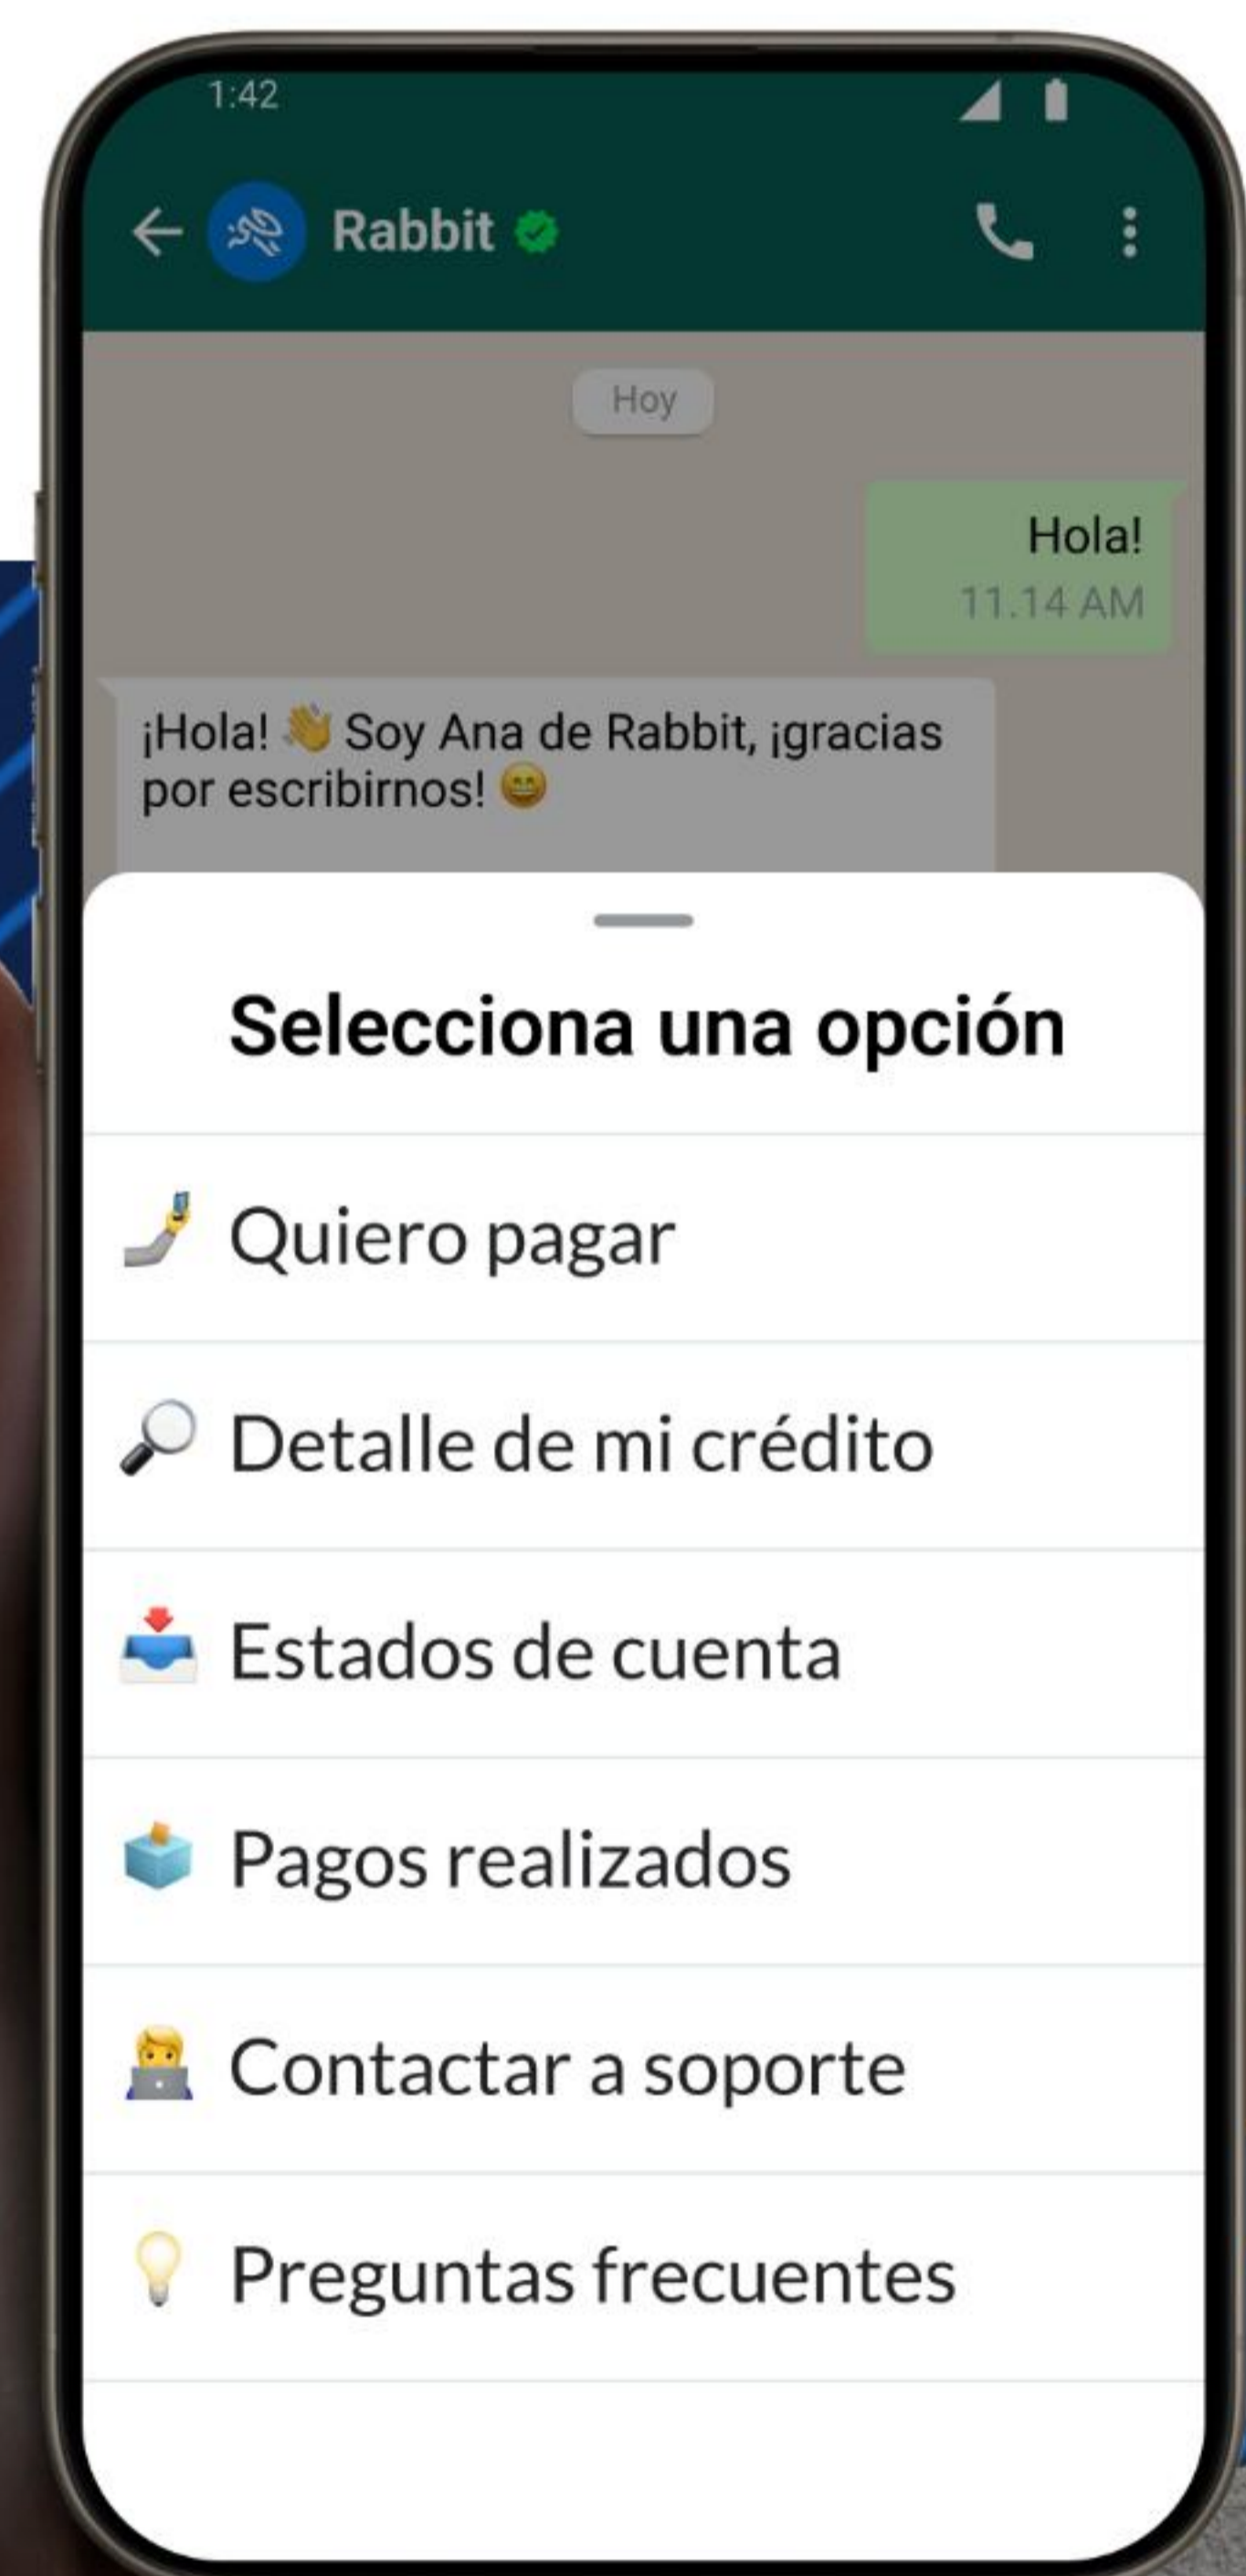 1:42
Rabbit
Hoy
Hola!
11.14 AM
¡Hola! 👋 Soy Ana de Rabbit, ¡gracias
por escribirnos! 😁
Selecciona una opción
🤳 Quiero pagar
🔎 Detalle de mi crédito
📥 Estados de cuenta
🗳️ Pagos realizados
👨‍💻 Contactar a soporte
💡 Preguntas frecuentes